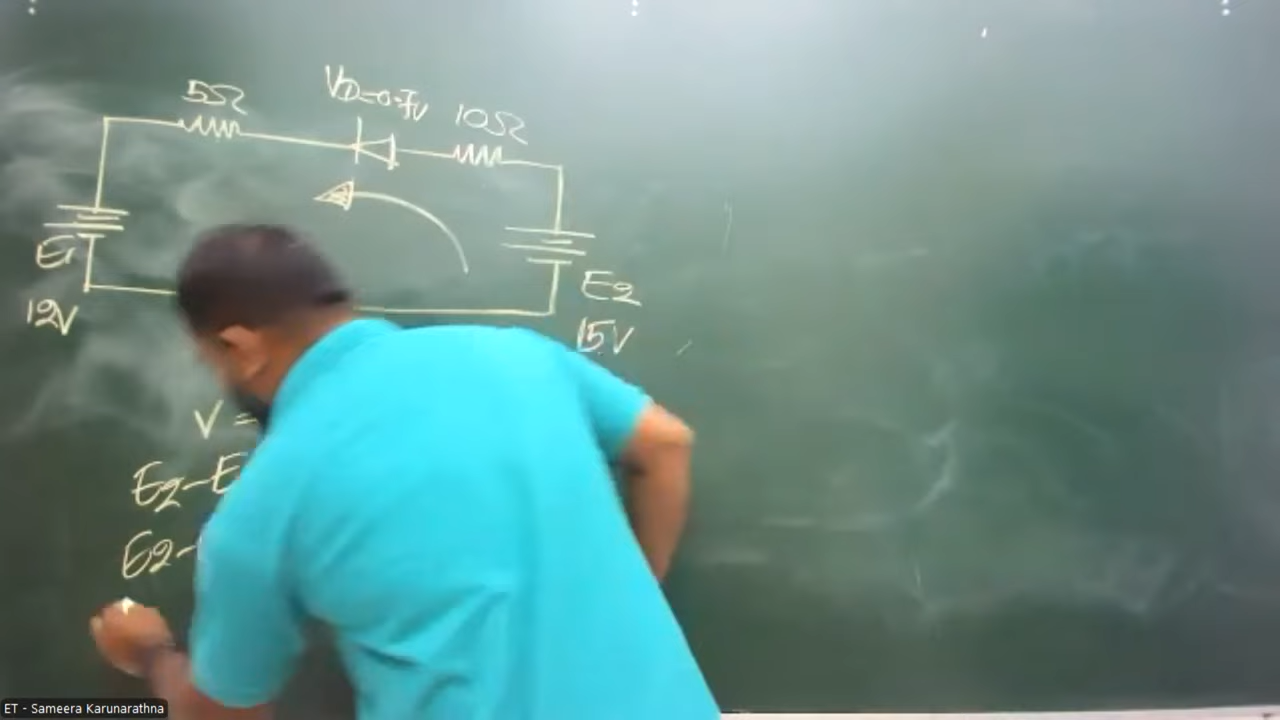 5Ω
VD=0.7V
10Ω
E1
12V
E2
15V
V =
E2-E
E2-
ET - Sameera Karunarathna